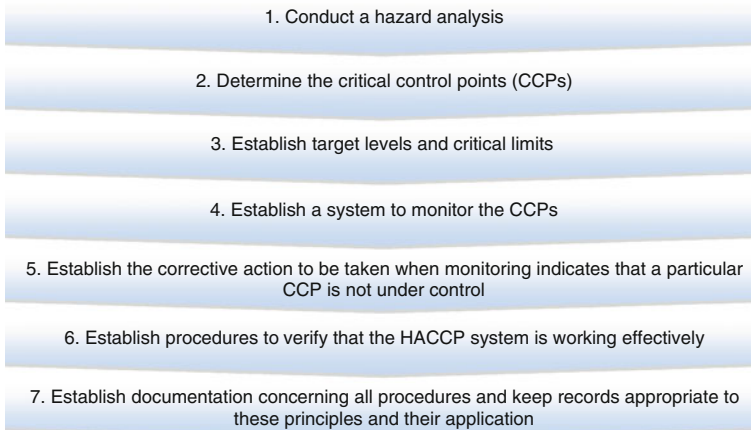 1. Conduct a hazard analysis
2. Determine the critical control points (CCPs)
3. Establish target levels and critical limits
4. Establish a system to monitor the CCPs
5. Establish the corrective action to be taken when monitoring indicates that a particular
CCP is not under control
6. Establish procedures to verify that the HACCP system is working effectively
7. Establish documentation concerning all procedures and keep records appropriate to
these principles and their application